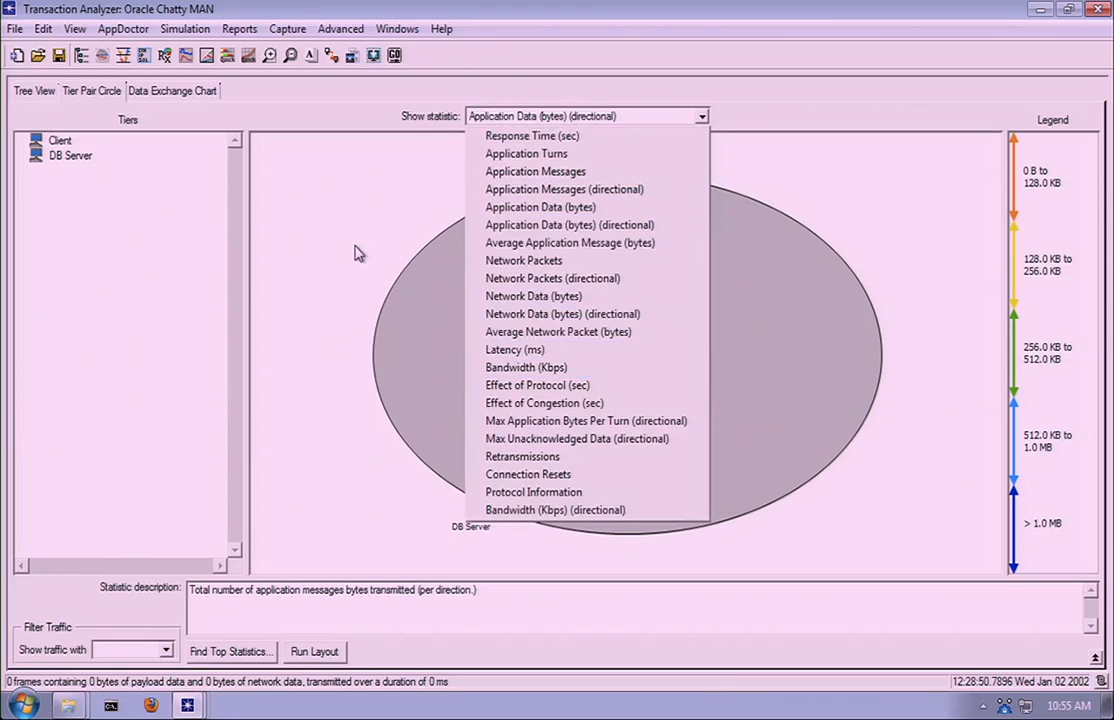 Transaction Analyzer: Oracle Chatty MAN
File Edit View AppDoctor Simulation Reports Capture Advanced Windows Help
Tree View Tier Pair Circle Data Exchange Chart
Tiers
Client
DB Server
Show statistic: Application Data (bytes) (directional)
Response Time (sec)
Application Turns
Application Messages
Application Messages (directional)
Application Data (bytes)
Application Data (bytes) (directional)
Average Application Message (bytes)
Network Packets
Network Packets (directional)
Network Data (bytes)
Network Data (bytes) (directional)
Average Network Packet (bytes)
Latency (ms)
Bandwidth (Kbps)
Effect of Protocol (sec)
Effect of Congestion (sec)
Max Application Bytes Per Turn (directional)
Max Unacknowledged Data (directional)
Retransmissions
Connection Resets
Protocol Information
Bandwidth (Kbps) (directional)
DB Server
Legend
0 B to
128.0 KB
128.0 KB to
256.0 KB
256.0 KB to
512.0 KB
512.0 KB to
1.0 MB
> 1.0 MB
Statistic description: Total number of application messages bytes transmitted (per direction.)
Filter Traffic
Show traffic with
Find Top Statistics... Run Layout
0 frames containing 0 bytes of payload data and 0 bytes of network data, transmitted over a duration of 0 ms
12:28:50.7896 Wed Jan 02 2002
10:55 AM